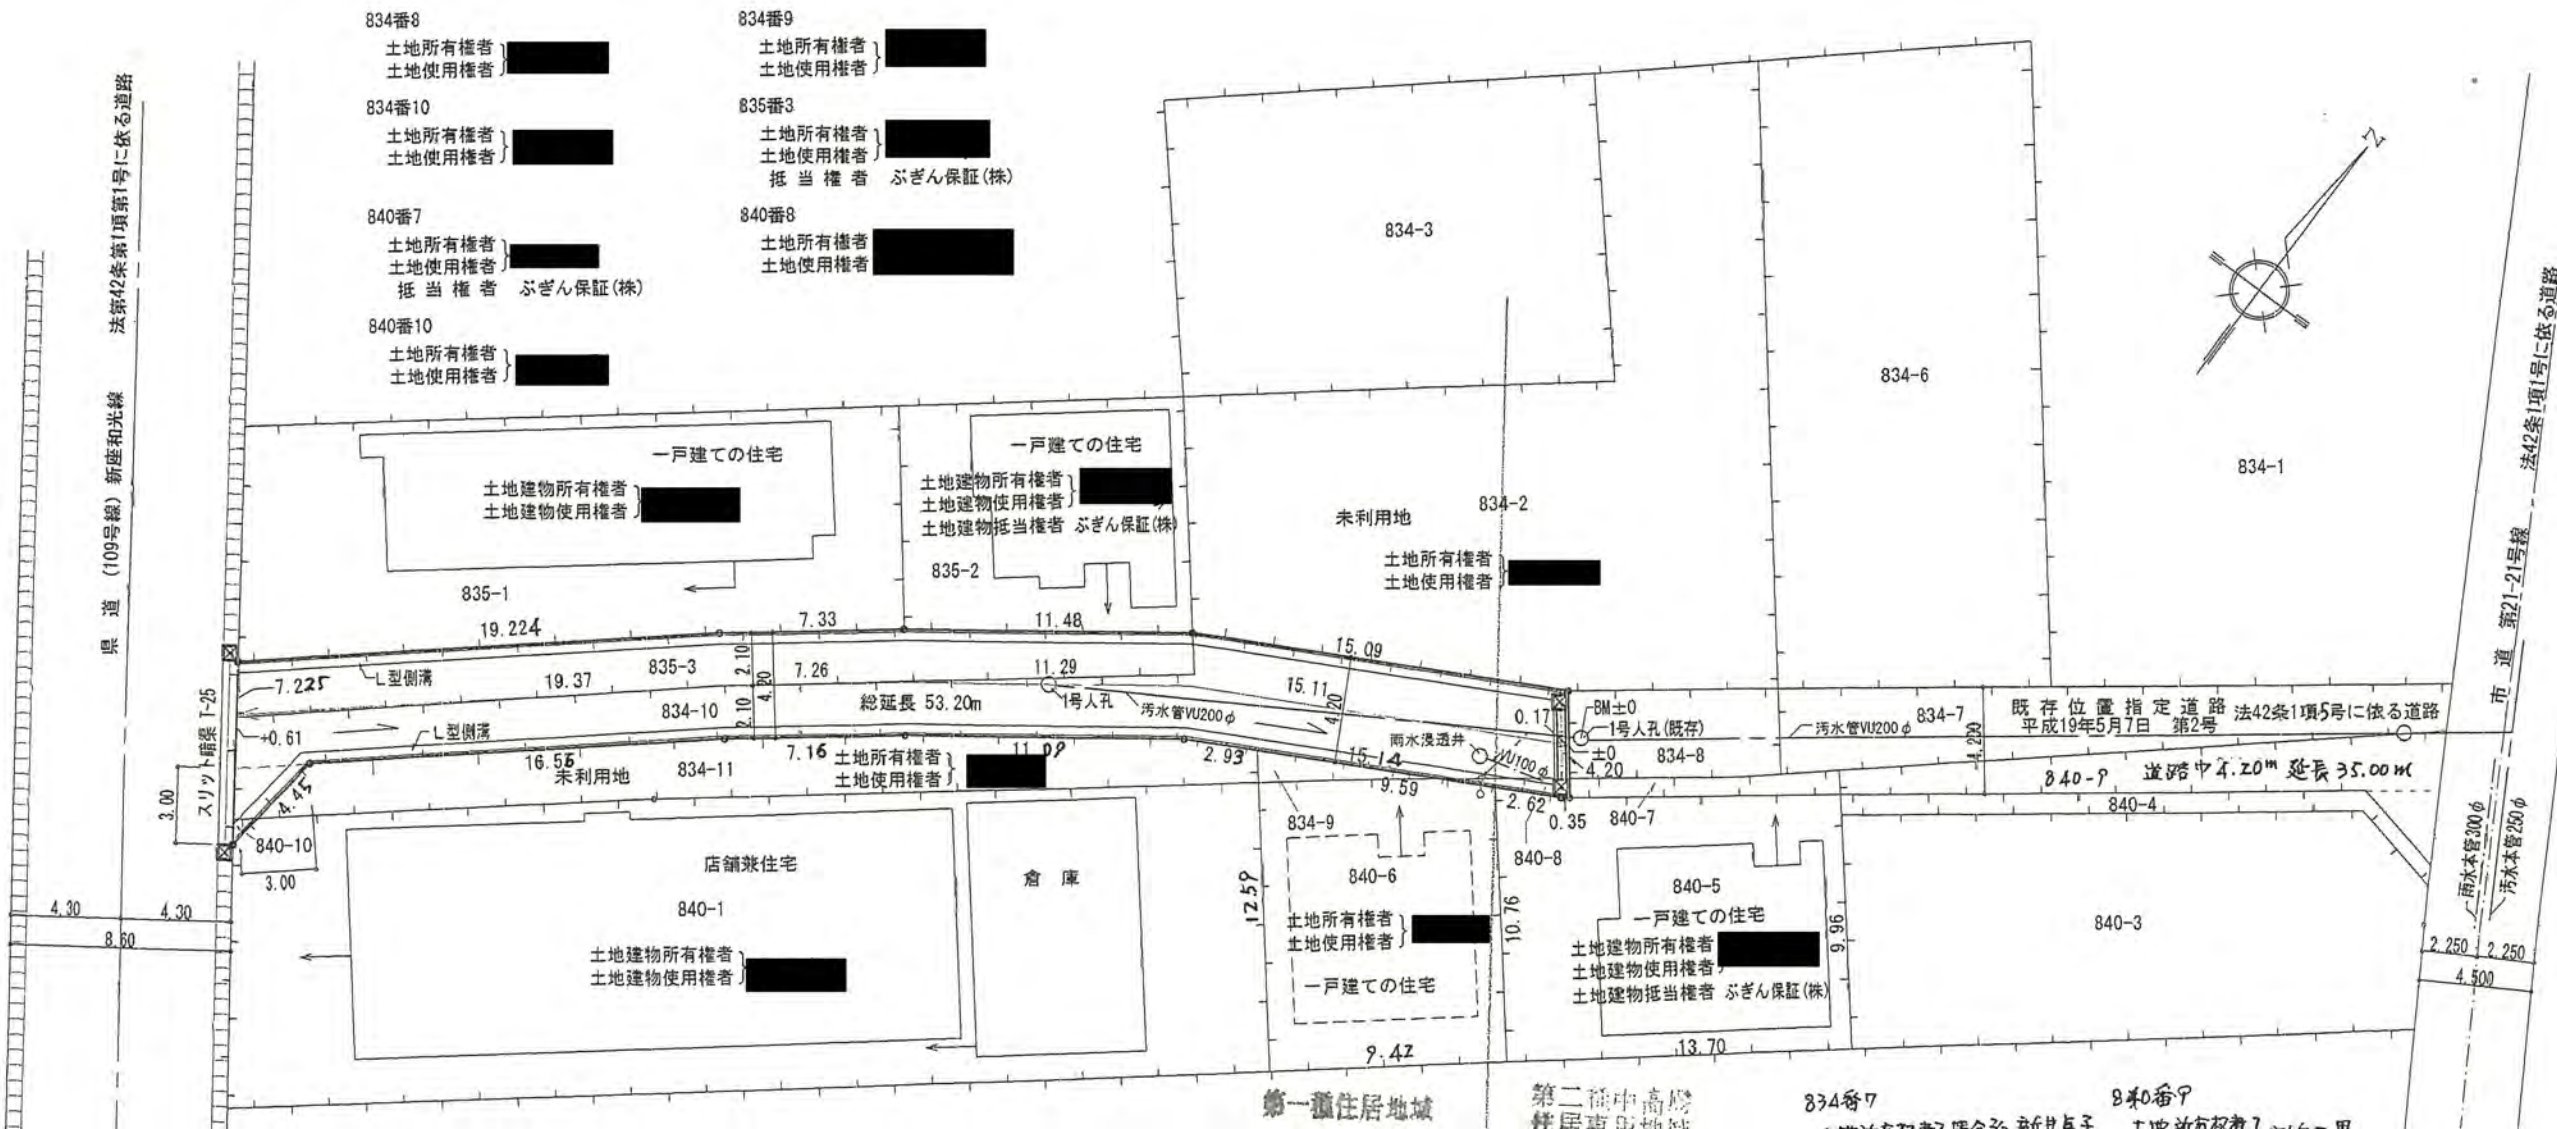 834番8
土地所有権者
土地使用権者
834番9
土地所有権者
土地使用権者
834番10
土地所有権者
土地使用権者
835番3
土地所有権者
土地使用権者
抵当権者 ぶぎん保証(株)
840番7
土地所有権者
土地使用権者
抵当権者 ぶぎん保証(株)
840番8
土地所有権者
土地使用権者
840番10
土地所有権者
土地使用権者
県道 (109号線) 新座和光線 法第42条第1項第1号に依る道路
834-3
834-6
834-1
Z
市道 第21-21号線 法42条1項1号に依る道路
一戸建ての住宅
土地建物所有権者
土地建物使用権者
835-1
一戸建ての住宅
土地建物所有権者
土地建物使用権者
土地建物抵当権者 ぶぎん保証(株)
835-2
834-2
未利用地
土地所有権者
土地使用権者
19.224
7.33
11.48
15.09
L型側溝
835-3
2.10
4.20
7.26
11.29
15.11
4.20
7.225
19.37
834-10
2.10
総延長 53.20m
1号人孔
汚水管VU200φ
0.17
BM±0
1号人孔(既存)
汚水管VU200φ
834-7
既存位置指定道路 法42条1項5号に依る道路
平成19年5月7日 第2号
+0.61
L型側溝
スリット暗渠 T-25
雨水浸透井
VU100φ
±0
4.20
834-8
4.200
16.56
未利用地
834-11
7.16
土地所有権者
土地使用権者
11.09
2.93
15.14
9.59
2.62
0.35
840-7
840-9
道路巾4.20m 延長35.00m
840-4
3.00
4.45
840-10
3.00
834-9
840-8
店舗兼住宅
840-1
土地建物所有権者
土地建物使用権者
倉庫
12.59
840-6
土地所有権者
土地使用権者
一戸建ての住宅
9.42
10.76
840-5
一戸建ての住宅
土地建物所有権者
土地建物使用権者
土地建物抵当権者 ぶぎん保証(株)
9.96
13.70
840-3
雨水本管300φ
汚水本管250φ
2.250
2.250
4.500
4.30
4.30
8.60
第一種住居地域
第二種中高層
住居専用地域
834番7
840番9